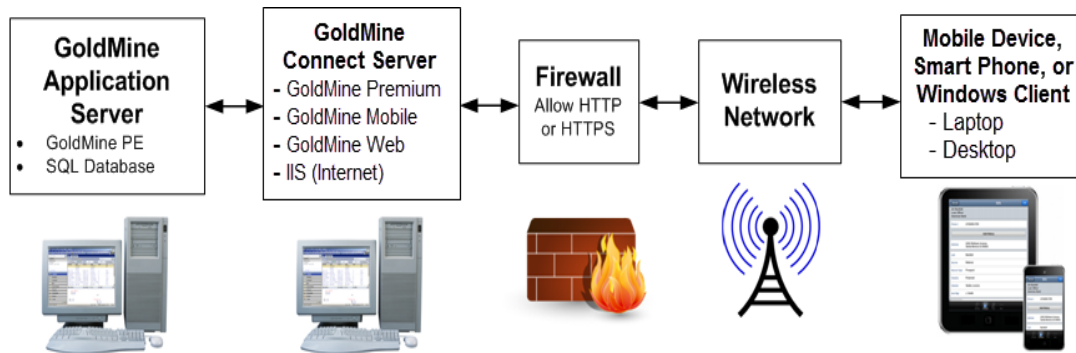 GoldMine
Application
Server
• GoldMine PE
• SQL Database
GoldMine
Connect Server
- GoldMine Premium
- GoldMine Mobile
- GoldMine Web
- IIS (Internet)
Firewall
Allow HTTP
or HTTPS
Wireless
Network
Mobile Device,
Smart Phone, or
Windows Client
- Laptop
- Desktop